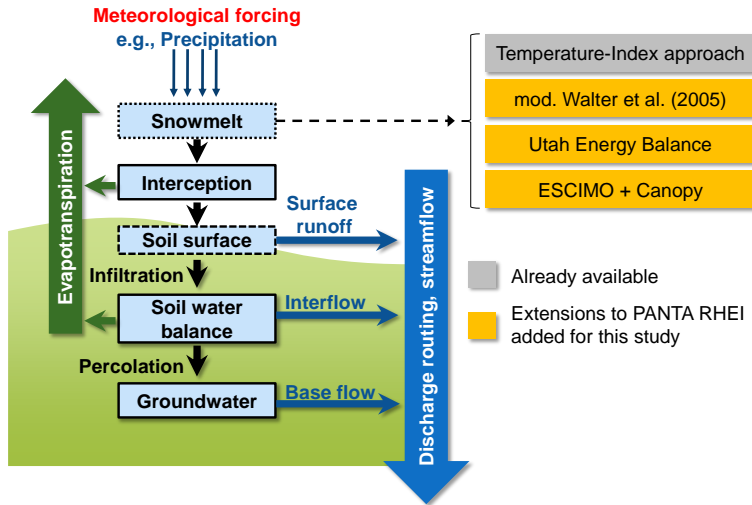 Meteorological forcing
e.g., Precipitation
Snowmelt
Interception
Soil surface
Infiltration
Soil water
balance
Percolation
Groundwater
Evapotranspiration
Surface
runoff
Interflow
Base flow
Discharge routing, streamflow
Temperature-Index approach
mod. Walter et al. (2005)
Utah Energy Balance
ESCIMO + Canopy
Already available
Extensions to PANTA RHEI
added for this study